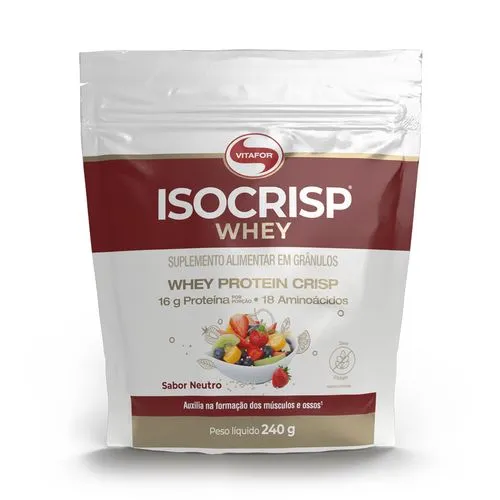 VITAFOR
ISOCRISP®
WHEY
SUPLEMENTO ALIMENTAR EM GRÂNULOS
WHEY PROTEIN CRISP
16 g Proteína POR PORÇÃO • 18 Aminoácidos
Zero
Sabor Neutro
Auxilia na formação dos músculos e ossos¹
Peso líquido 240 g